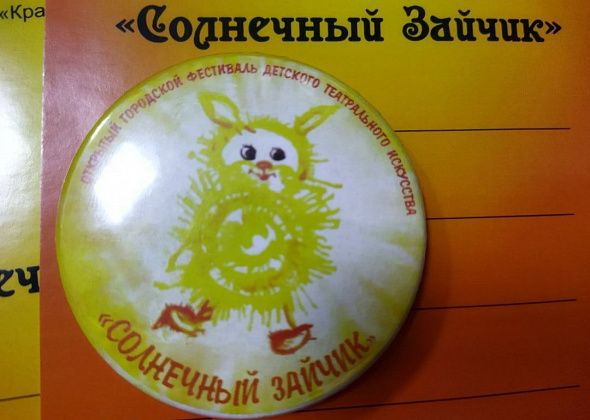 «Кра
«Солнечный Зайчик»
ОТКРЫТЫЙ ГОРОДСКОЙ ФЕСТИВАЛЬ ДЕТСКОГО ТЕАТРАЛЬНОГО ИСКУССТВА
«СОЛНЕЧНЫЙ ЗАЙЧИК»
еч